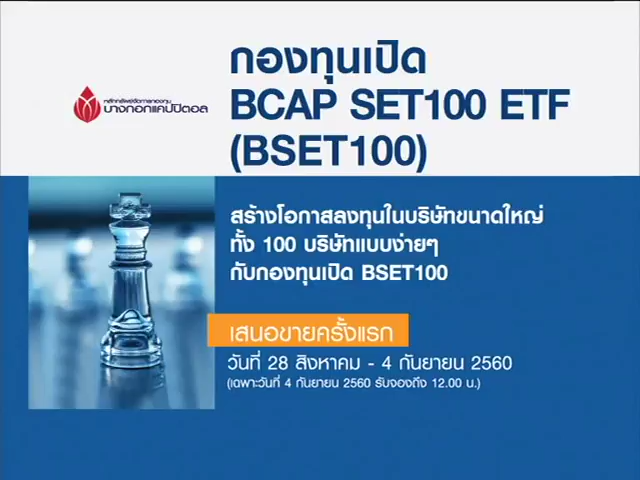 กองทุนเปิด
BCAP SET100 ETF
(BSET100)
หลักทรัพย์จัดการกองทุน
บางกอกแคปปิตอล
สร้างโอกาสลงทุนในบริษัทขนาดใหญ่
ทั้ง 100 บริษัทแบบง่ายๆ
กับกองทุนเปิด BSET100
เสนอขายครั้งแรก
วันที่ 28 สิงหาคม - 4 กันยายน 2560
(เฉพาะวันที่ 4 กันยายน 2560 รับจองถึง 12.00 น.)